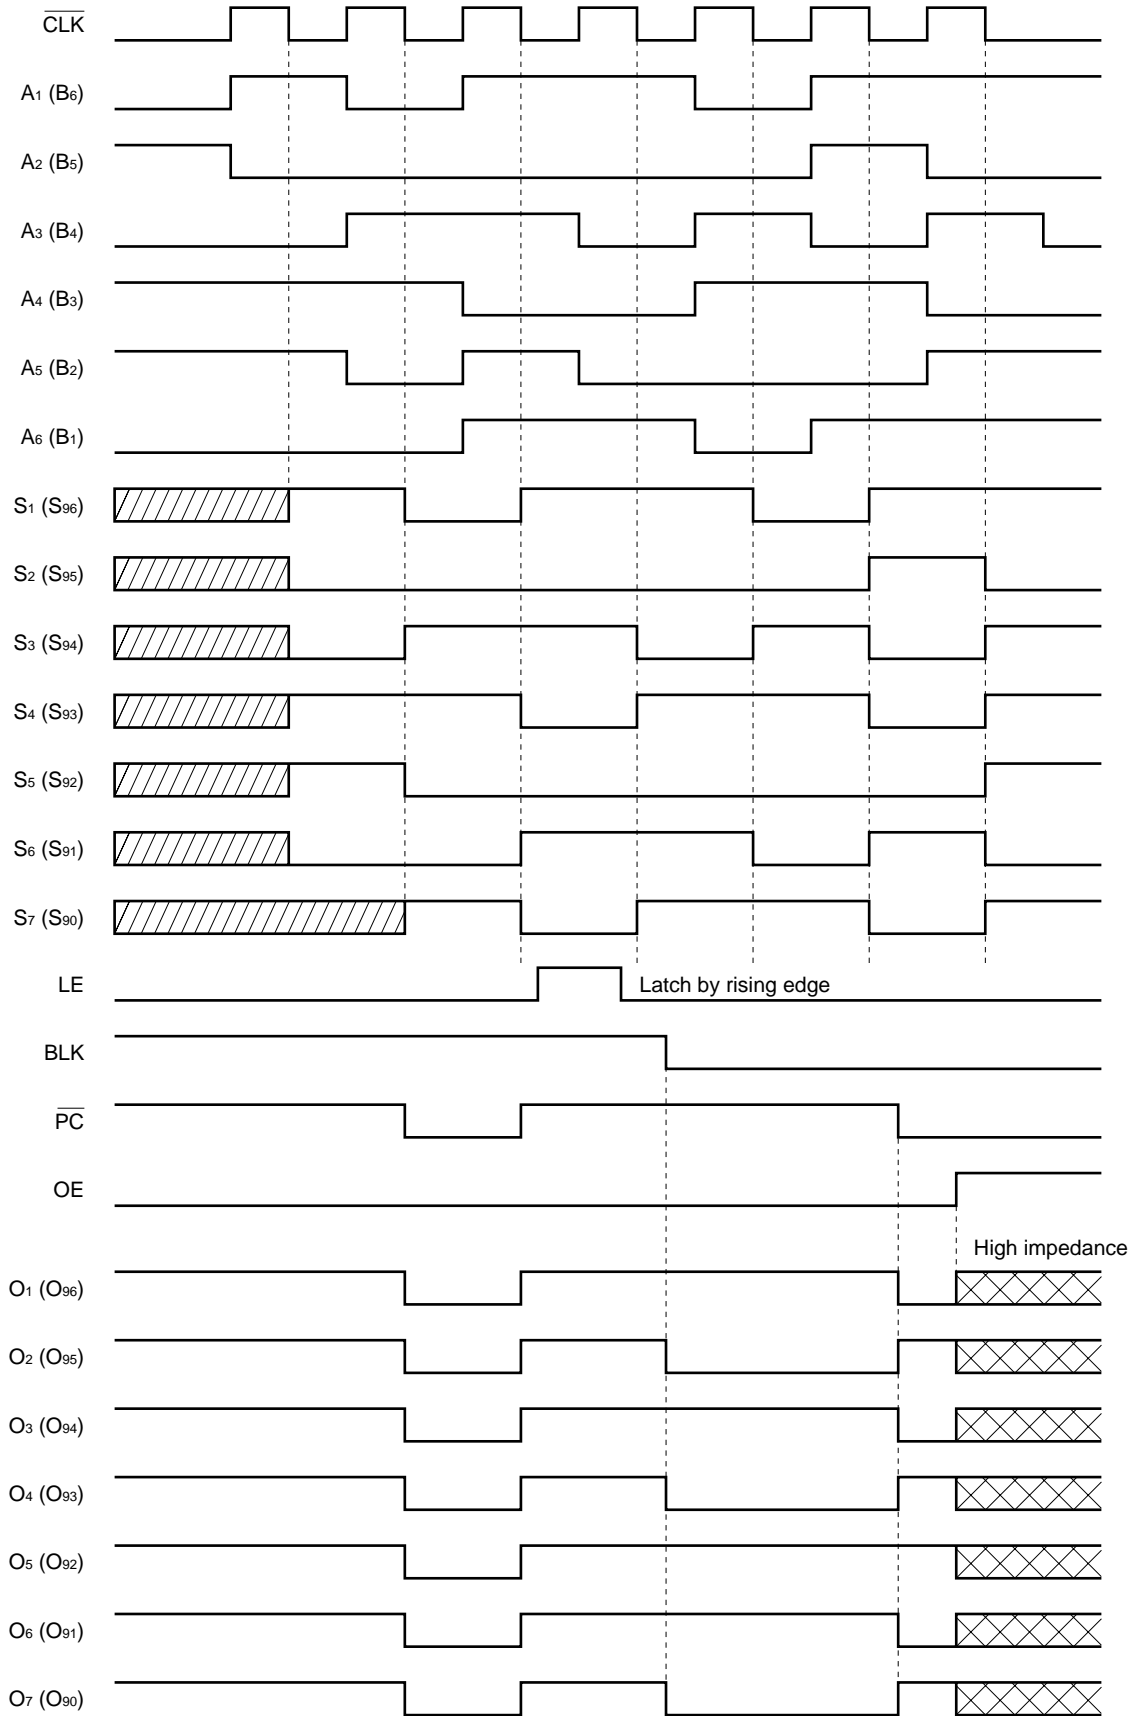 CLK
A1 (B6)
A2 (B5)
A3 (B4)
A4 (B3)
A5 (B2)
A6 (B1)
S1 (S96)
S2 (S95)
S3 (S94)
S4 (S93)
S5 (S92)
S6 (S91)
S7 (S90)
LE
Latch by rising edge
BLK
PC
OE
High impedance
O1 (O96)
O2 (O95)
O3 (O94)
O4 (O93)
O5 (O92)
O6 (O91)
O7 (O90)